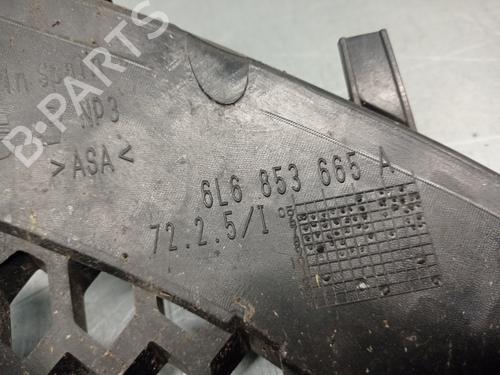 NP3
>ASA<
6L6 853 665 A
72.2.5/I
B-PARTS